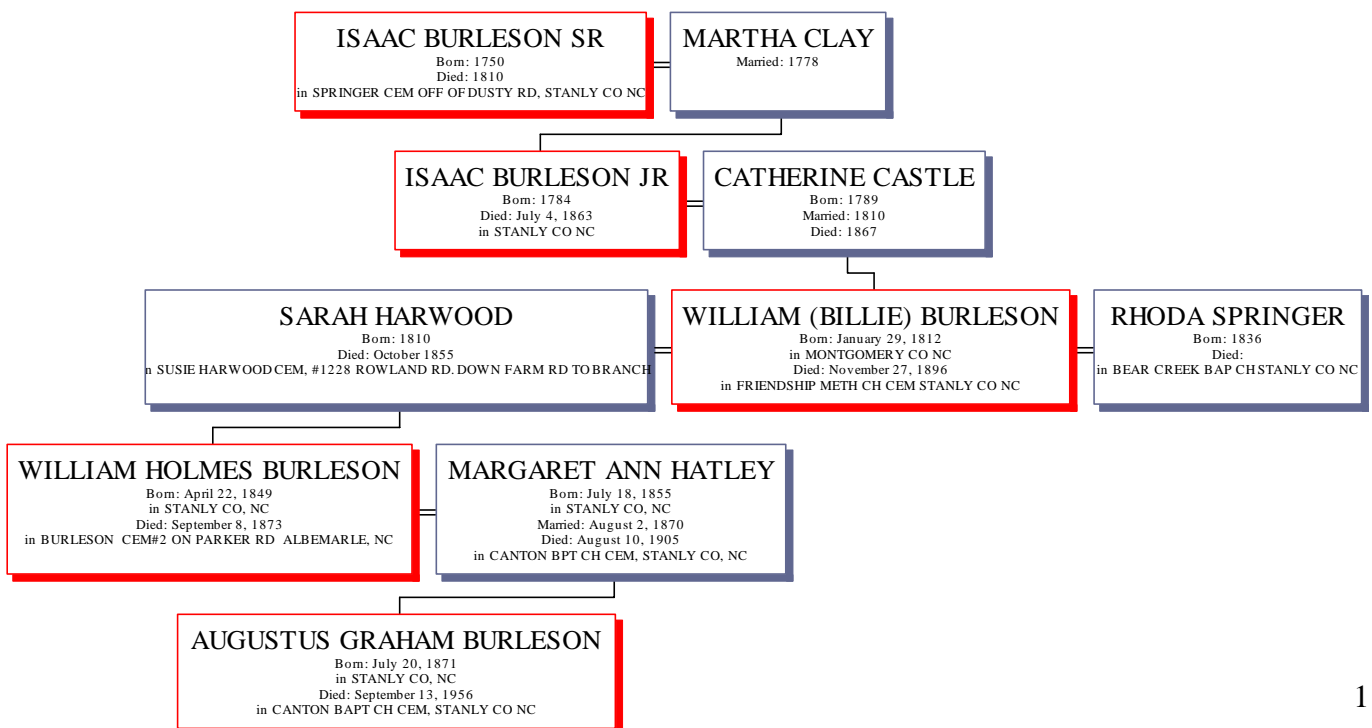 ISAAC BURLESON SR
Born: 1750
Died: 1810
in SPRINGER CEM OFF OF DUSTY RD, STANLY CO NC
MARTHA CLAY
Married: 1778
ISAAC BURLESON JR
Born: 1784
Died: July 4, 1863
in STANLY CO NC
CATHERINE CASTLE
Born: 1789
Married: 1810
Died: 1867
SARAH HARWOOD
Born: 1810
Died: October 1855
n SUSIE HARWOOD CEM, #1228 ROWLAND RD. DOWN FARM RD TO BRANCH
WILLIAM (BILLIE) BURLESON
Born: January 29, 1812
in MONTGOMERY CO NC
Died: November 27, 1896
in FRIENDSHIP METH CH CEM STANLY CO NC
RHODA SPRINGER
Born: 1836
Died:
in BEAR CREEK BAP CH STANLY CO NC
WILLIAM HOLMES BURLESON
Born: April 22, 1849
in STANLY CO, NC
Died: September 8, 1873
in BURLESON CEM#2 ON PARKER RD ALBEMARLE, NC
MARGARET ANN HATLEY
Born: July 18, 1855
in STANLY CO, NC
Married: August 2, 1870
Died: August 10, 1905
in CANTON BPT CH CEM, STANLY CO, NC
AUGUSTUS GRAHAM BURLESON
Born: July 20, 1871
in STANLY CO, NC
Died: September 13, 1956
in CANTON BAPT CH CEM, STANLY CO NC
1